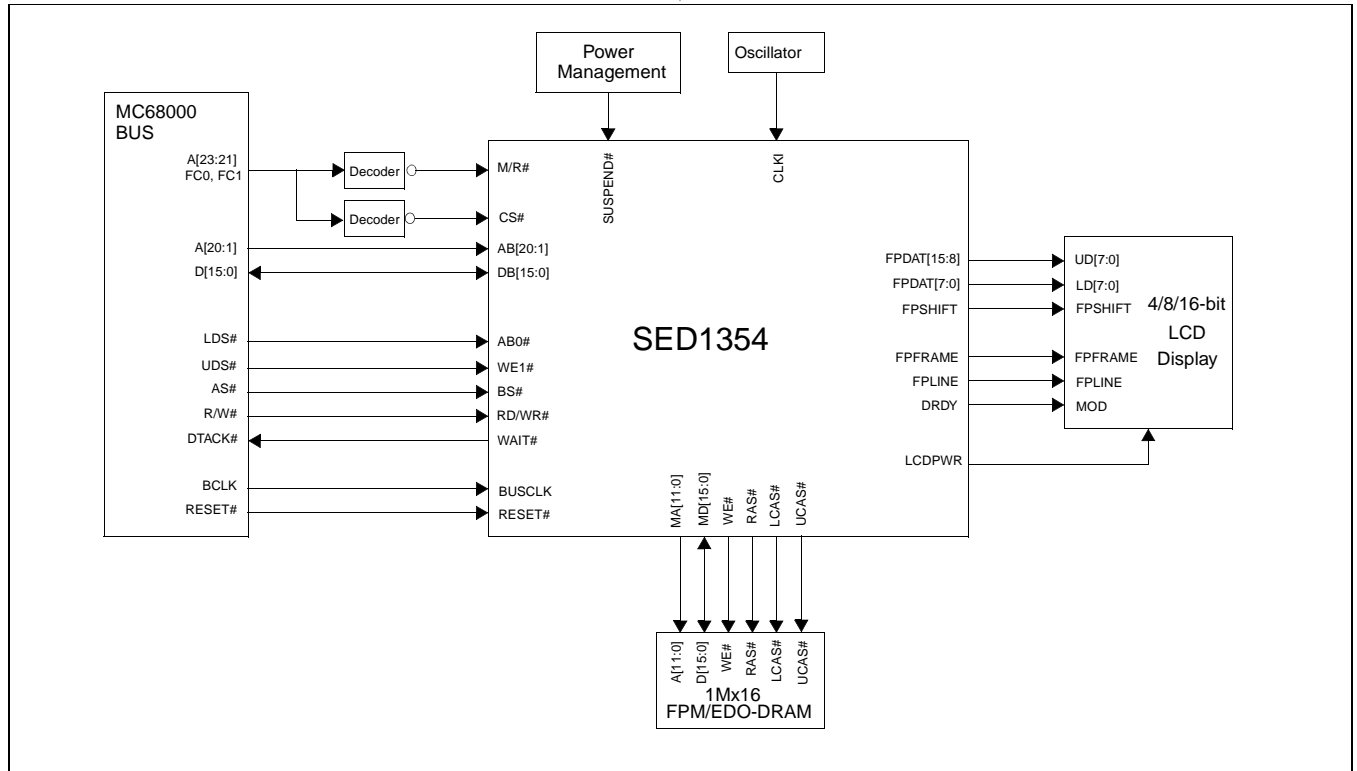 Power
Management
Oscillator
MC68000
BUS
A[23:21]
FC0, FC1
Decoder
M/R#
SUSPEND#
CLKI
Decoder
CS#
A[20:1]
AB[20:1]
D[15:0]
DB[15:0]
FPDAT[15:8]
UD[7:0]
FPDAT[7:0]
LD[7:0]
FPSHIFT
FPSHIFT
4/8/16-bit
LCD
Display
SED1354
LDS#
AB0#
UDS#
WE1#
FPFRAME
FPFRAME
AS#
BS#
FPLINE
FPLINE
R/W#
RD/WR#
DRDY
MOD
DTACK#
WAIT#
LCDPWR
BCLK
BUSCLK
RESET#
RESET#
MA[11:0]
MD[15:0]
WE#
RAS#
LCAS#
UCAS#
A[11:0]
D[15:0]
WE#
RAS#
LCAS#
UCAS#
1Mx16
FPM/EDO-DRAM